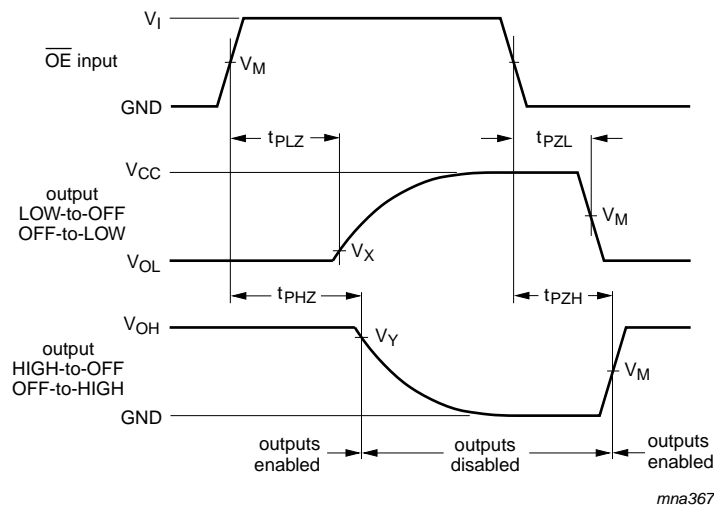 V_I
OE input
V_M
GND
t_PLZ
t_PZL
V_CC
output
LOW-to-OFF
OFF-to-LOW
V_M
V_X
V_OL
t_PHZ
t_PZH
V_OH
V_Y
output
HIGH-to-OFF
OFF-to-HIGH
V_M
GND
outputs
enabled
outputs
disabled
outputs
enabled
mna367